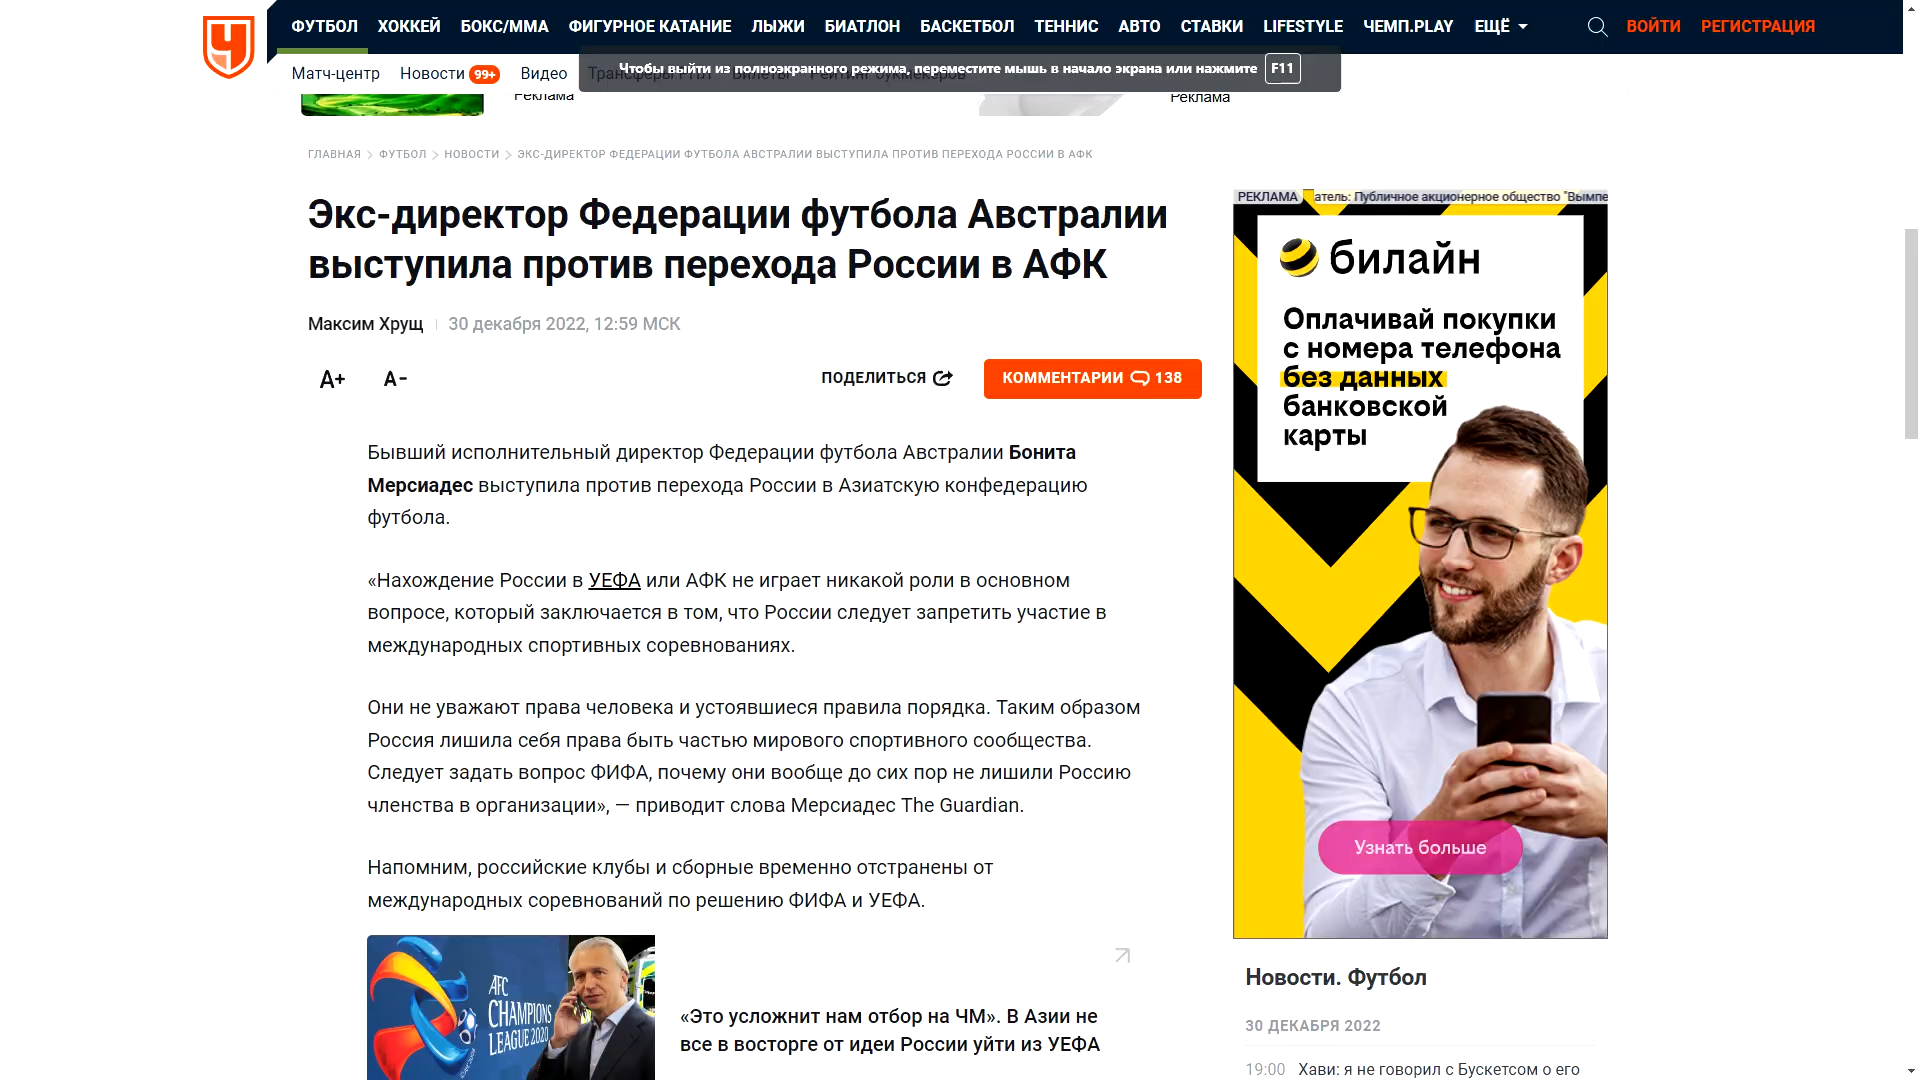 ФУТБОЛ ХОККЕЙ БОКС/ММА ФИГУРНОЕ КАТАНИЕ ЛЫЖИ БИАТЛОН БАСКЕТБОЛ ТЕННИС АВТО СТАВКИ LIFESTYLE ЧЕМП.PLAY ЕЩЁ ВОЙТИ РЕГИСТРАЦИЯ
Матч-центр Новости 99+ Видео
Чтобы выйти из полноэкранного режима, переместите мышь в начало экрана или нажмите F11
Реклама
Реклама
ГЛАВНАЯ > ФУТБОЛ > НОВОСТИ > ЭКС-ДИРЕКТОР ФЕДЕРАЦИИ ФУТБОЛА АВСТРАЛИИ ВЫСТУПИЛА ПРОТИВ ПЕРЕХОДА РОССИИ В АФК
Экс-директор Федерации футбола Австралии
выступила против перехода России в АФК
Максим Хрущ | 30 декабря 2022, 12:59 МСК
A+ A- ПОДЕЛИТЬСЯ КОММЕНТАРИИ 138
Бывший исполнительный директор Федерации футбола Австралии Бонита
Мерсиадес выступила против перехода России в Азиатскую конфедерацию
футбола.
«Нахождение России в УЕФА или АФК не играет никакой роли в основном
вопросе, который заключается в том, что России следует запретить участие в
международных спортивных соревнованиях.
Они не уважают права человека и устоявшиеся правила порядка. Таким образом
Россия лишила себя права быть частью мирового спортивного сообщества.
Следует задать вопрос ФИФА, почему они вообще до сих пор не лишили Россию
членства в организации», — приводит слова Мерсиадес The Guardian.
Напомним, российские клубы и сборные временно отстранены от
международных соревнований по решению ФИФА и УЕФА.
AFC
CHAMPIONS
LEAGUE 2020
«Это усложнит нам отбор на ЧМ». В Азии не
все в восторге от идеи России уйти из УЕФА
РЕКЛАМА атель: Публичное акционерное общество "Вымпе
билайн
Оплачивай покупки
с номера телефона
без данных
банковской
карты
Узнать больше
Новости. Футбол
30 ДЕКАБРЯ 2022
19:00 Хави: я не говорил с Бускетсом о его